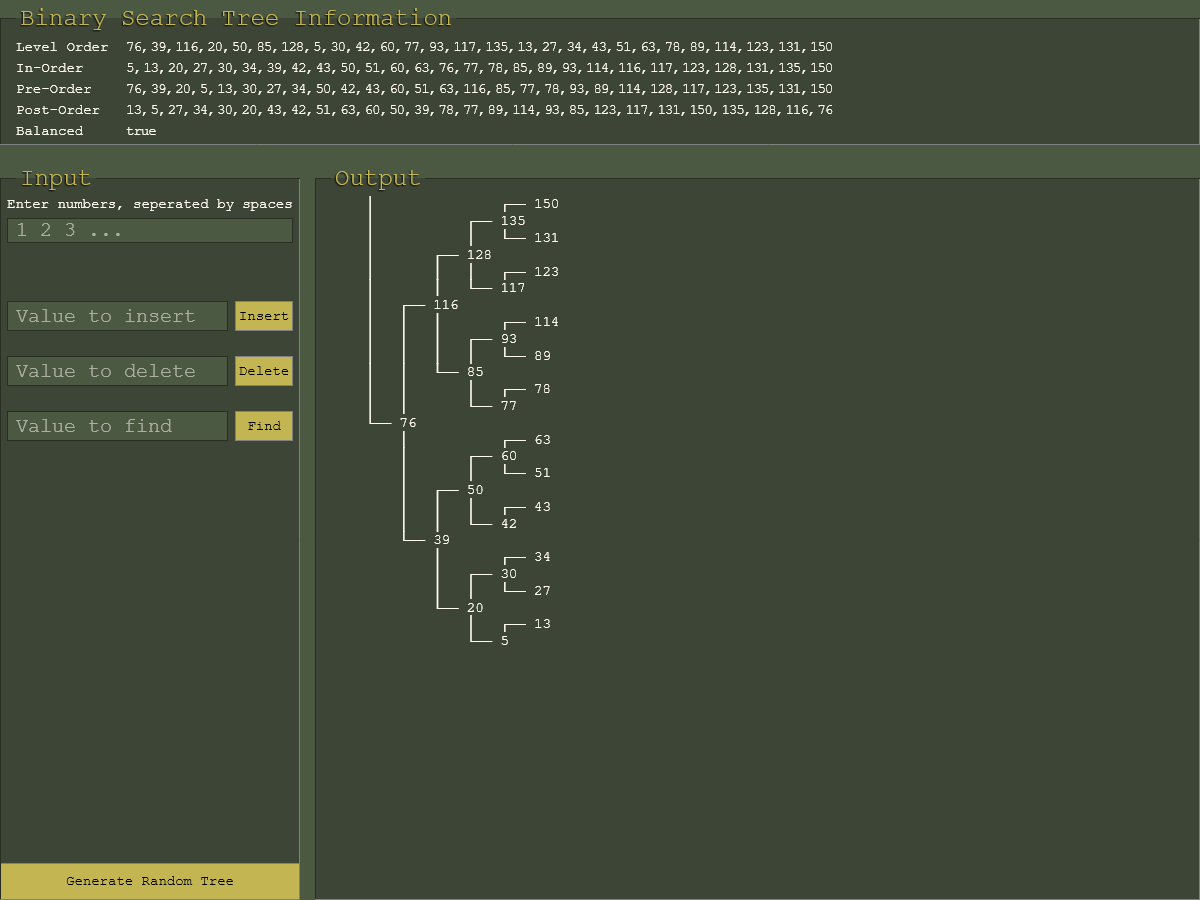 Binary Search Tree Information
Level Order 76, 39, 116, 20, 50, 85, 128, 5, 30, 42, 60, 77, 93, 117, 135, 13, 27, 34, 43, 51, 63, 78, 89, 114, 123, 131, 150
In-Order 5, 13, 20, 27, 30, 34, 39, 42, 43, 50, 51, 60, 63, 76, 77, 78, 85, 89, 93, 114, 116, 117, 123, 128, 131, 135, 150
Pre-Order 76, 39, 20, 5, 13, 30, 27, 34, 50, 42, 43, 60, 51, 63, 116, 85, 77, 78, 93, 89, 114, 128, 117, 123, 135, 131, 150
Post-Order 13, 5, 27, 34, 30, 20, 43, 42, 51, 63, 60, 50, 39, 78, 77, 89, 114, 93, 85, 123, 117, 131, 150, 135, 128, 116, 76
Balanced true
Input
Enter numbers, seperated by spaces
1 2 3 ...
Value to insert Insert
Value to delete Delete
Value to find Find
Generate Random Tree
Output
150
135
131
128
123
117
116
114
93
89
85
78
77
76
63
60
51
50
43
42
39
34
30
27
20
13
5